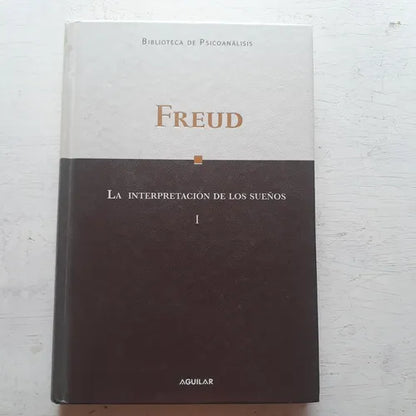 BIBLIOTECA DE PSICOANÁLISIS
FREUD
LA INTERPRETACIÓN DE LOS SUEÑOS
I
AGUILAR